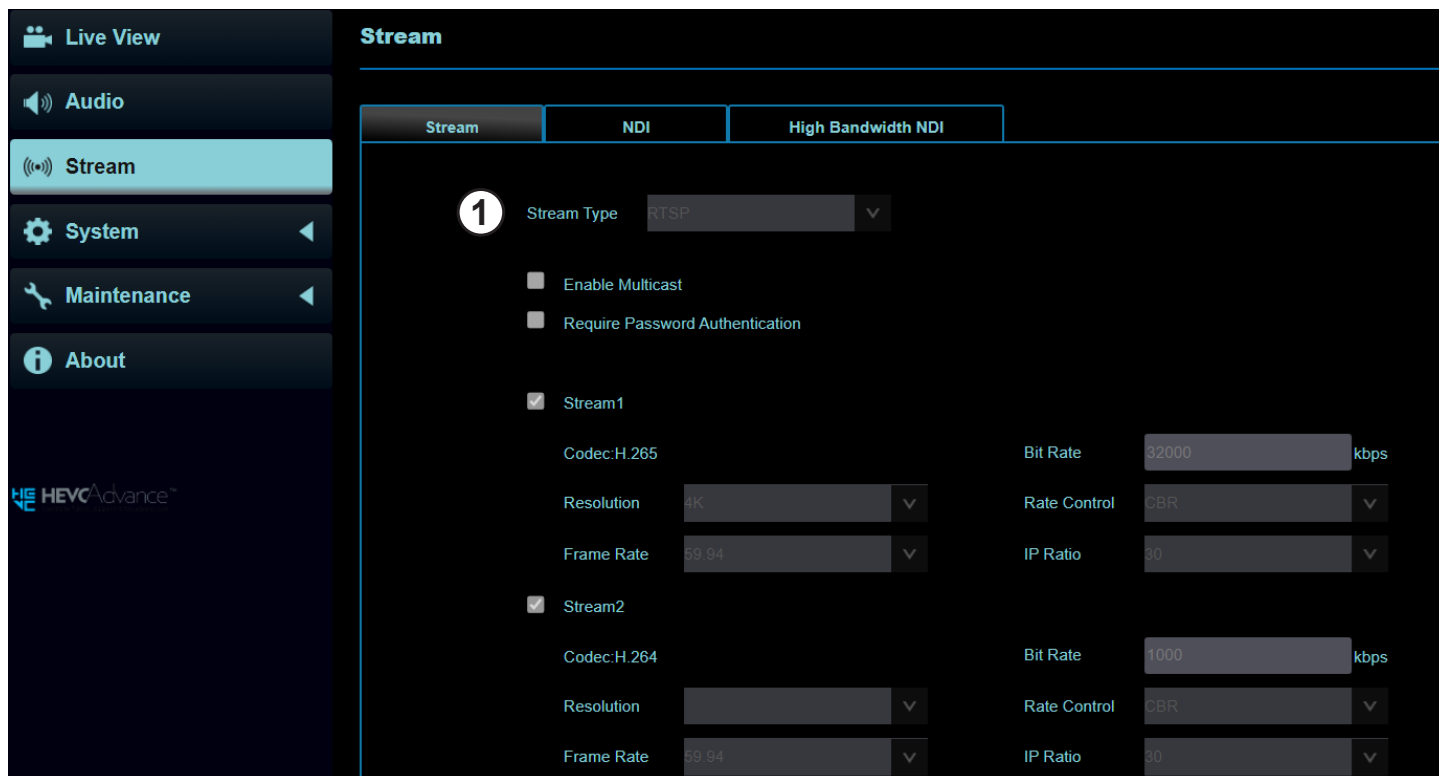 Live View
Audio
Stream
System
Maintenance
About
HEVCAdvance™
Stream
Stream NDI High Bandwidth NDI
1 Stream Type RTSP
Enable Multicast
Require Password Authentication
Stream1
Codec:H.265 Bit Rate 32000 kbps
Resolution 4K Rate Control CBR
Frame Rate 59.94 IP Ratio 30
Stream2
Codec:H.264 Bit Rate 1000 kbps
Resolution Rate Control CBR
Frame Rate 59.94 IP Ratio 30